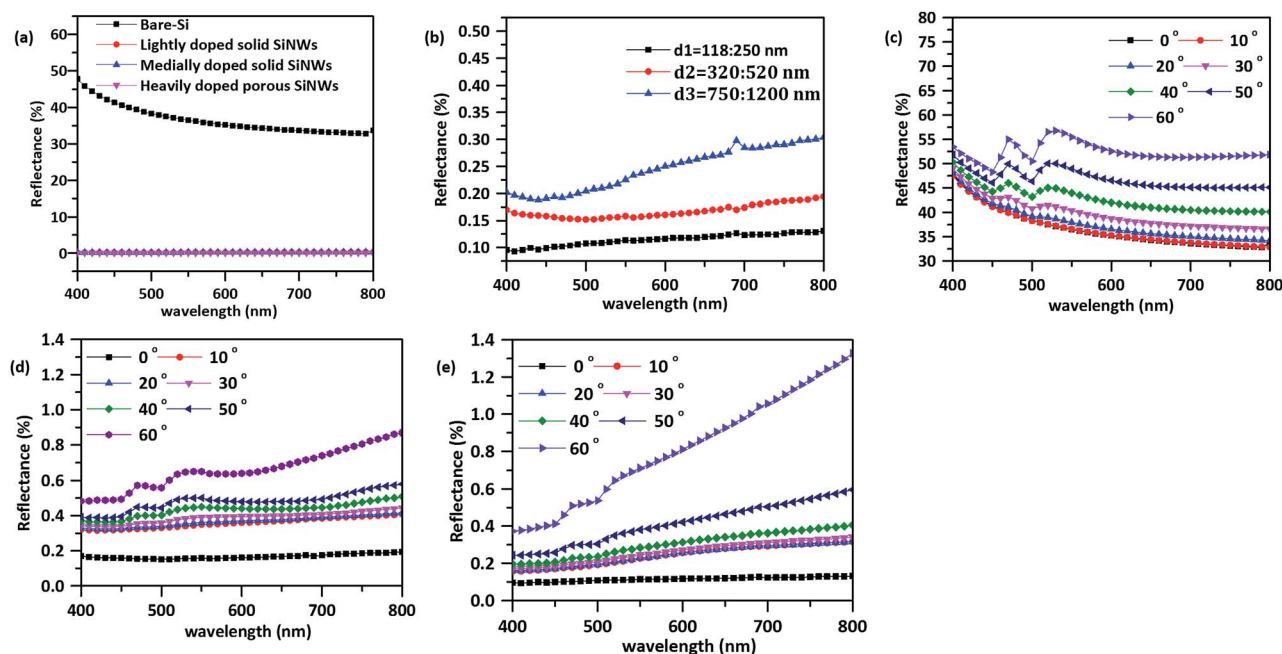 (a)
Bare-Si
Lightly doped solid SiNWs
Medially doped solid SiNWs
Heavily doped porous SiNWs
60
50
40
30
20
10
0
Reflectance (%)
400 500 600 700 800
wavelength (nm)
(b)
d1=118:250 nm
d2=320:520 nm
d3=750:1200 nm
0.50
0.45
0.40
0.35
0.30
0.25
0.20
0.15
0.10
Reflectance (%)
400 500 600 700 800
wavelength (nm)
(c)
0 ° 10 °
20 ° 30 °
40 ° 50 °
60 °
80
75
70
65
60
55
50
45
40
35
30
Reflectance (%)
400 500 600 700 800
wavelength (nm)
(d)
0 ° 10 °
20 ° 30 °
40 ° 50 °
60 °
1.4
1.2
1.0
0.8
0.6
0.4
0.2
0.0
Reflectance (%)
400 500 600 700 800
wavelength (nm)
(e)
0 ° 10 °
20 ° 30 °
40 ° 50 °
60 °
1.4
1.2
1.0
0.8
0.6
0.4
0.2
0.0
Reflectance (%)
400 500 600 700 800
wavelength (nm)